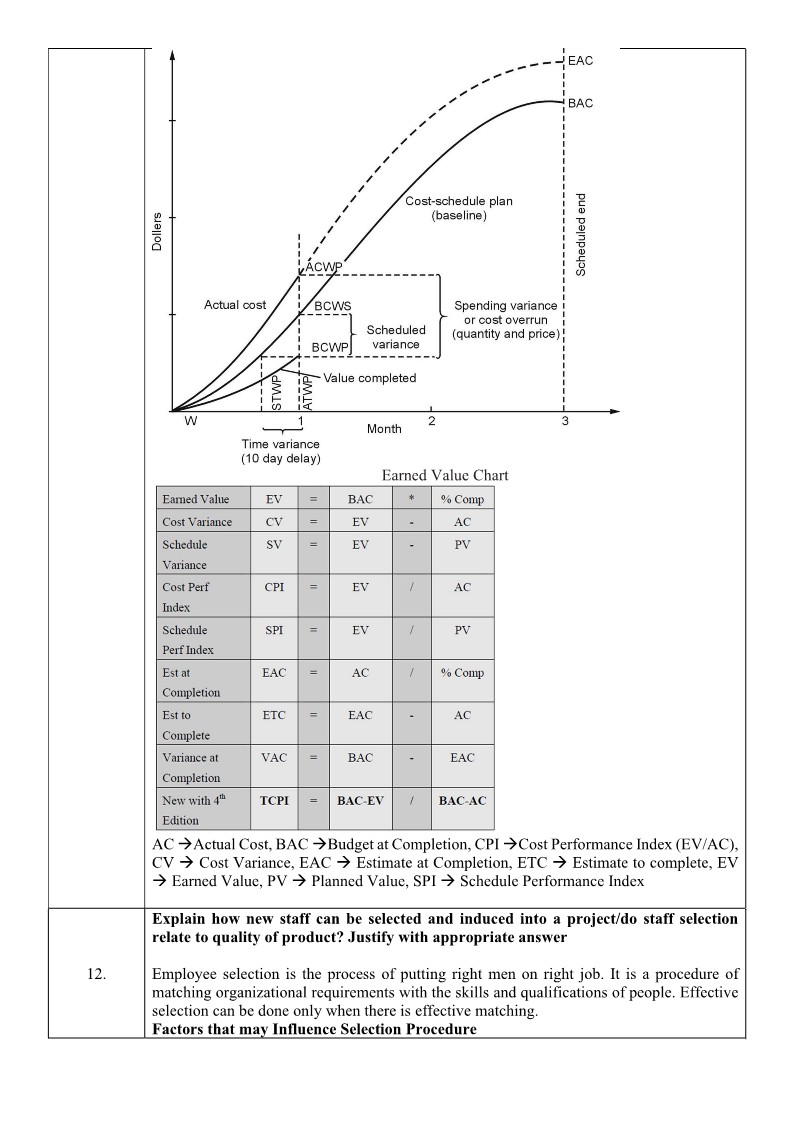 EAC
BAC
Cost-schedule plan
(baseline)
Dollers
Scheduled end
ACWP
Actual cost
BCWS
Spending variance
or cost overrun
(quantity and price)
Scheduled
variance
BCWP
Value completed
STWP
ATWP
W
1
2
3
Month
Time variance
(10 day delay)
Earned Value Chart
Earned Value EV = BAC * % Comp
Cost Variance CV = EV - AC
Schedule SV = EV - PV
Variance
Cost Perf CPI = EV / AC
Index
Schedule SPI = EV / PV
Perf Index
Est at EAC = AC / % Comp
Completion
Est to ETC = EAC - AC
Complete
Variance at VAC = BAC - EAC
Completion
New with 4th TCPI = BAC-EV / BAC-AC
Edition
AC →Actual Cost, BAC →Budget at Completion, CPI →Cost Performance Index (EV/AC),
CV → Cost Variance, EAC → Estimate at Completion, ETC → Estimate to complete, EV
→ Earned Value, PV → Planned Value, SPI → Schedule Performance Index
12.
Explain how new staff can be selected and induced into a project/do staff selection
relate to quality of product? Justify with appropriate answer
Employee selection is the process of putting right men on right job. It is a procedure of
matching organizational requirements with the skills and qualifications of people. Effective
selection can be done only when there is effective matching.
Factors that may Influence Selection Procedure